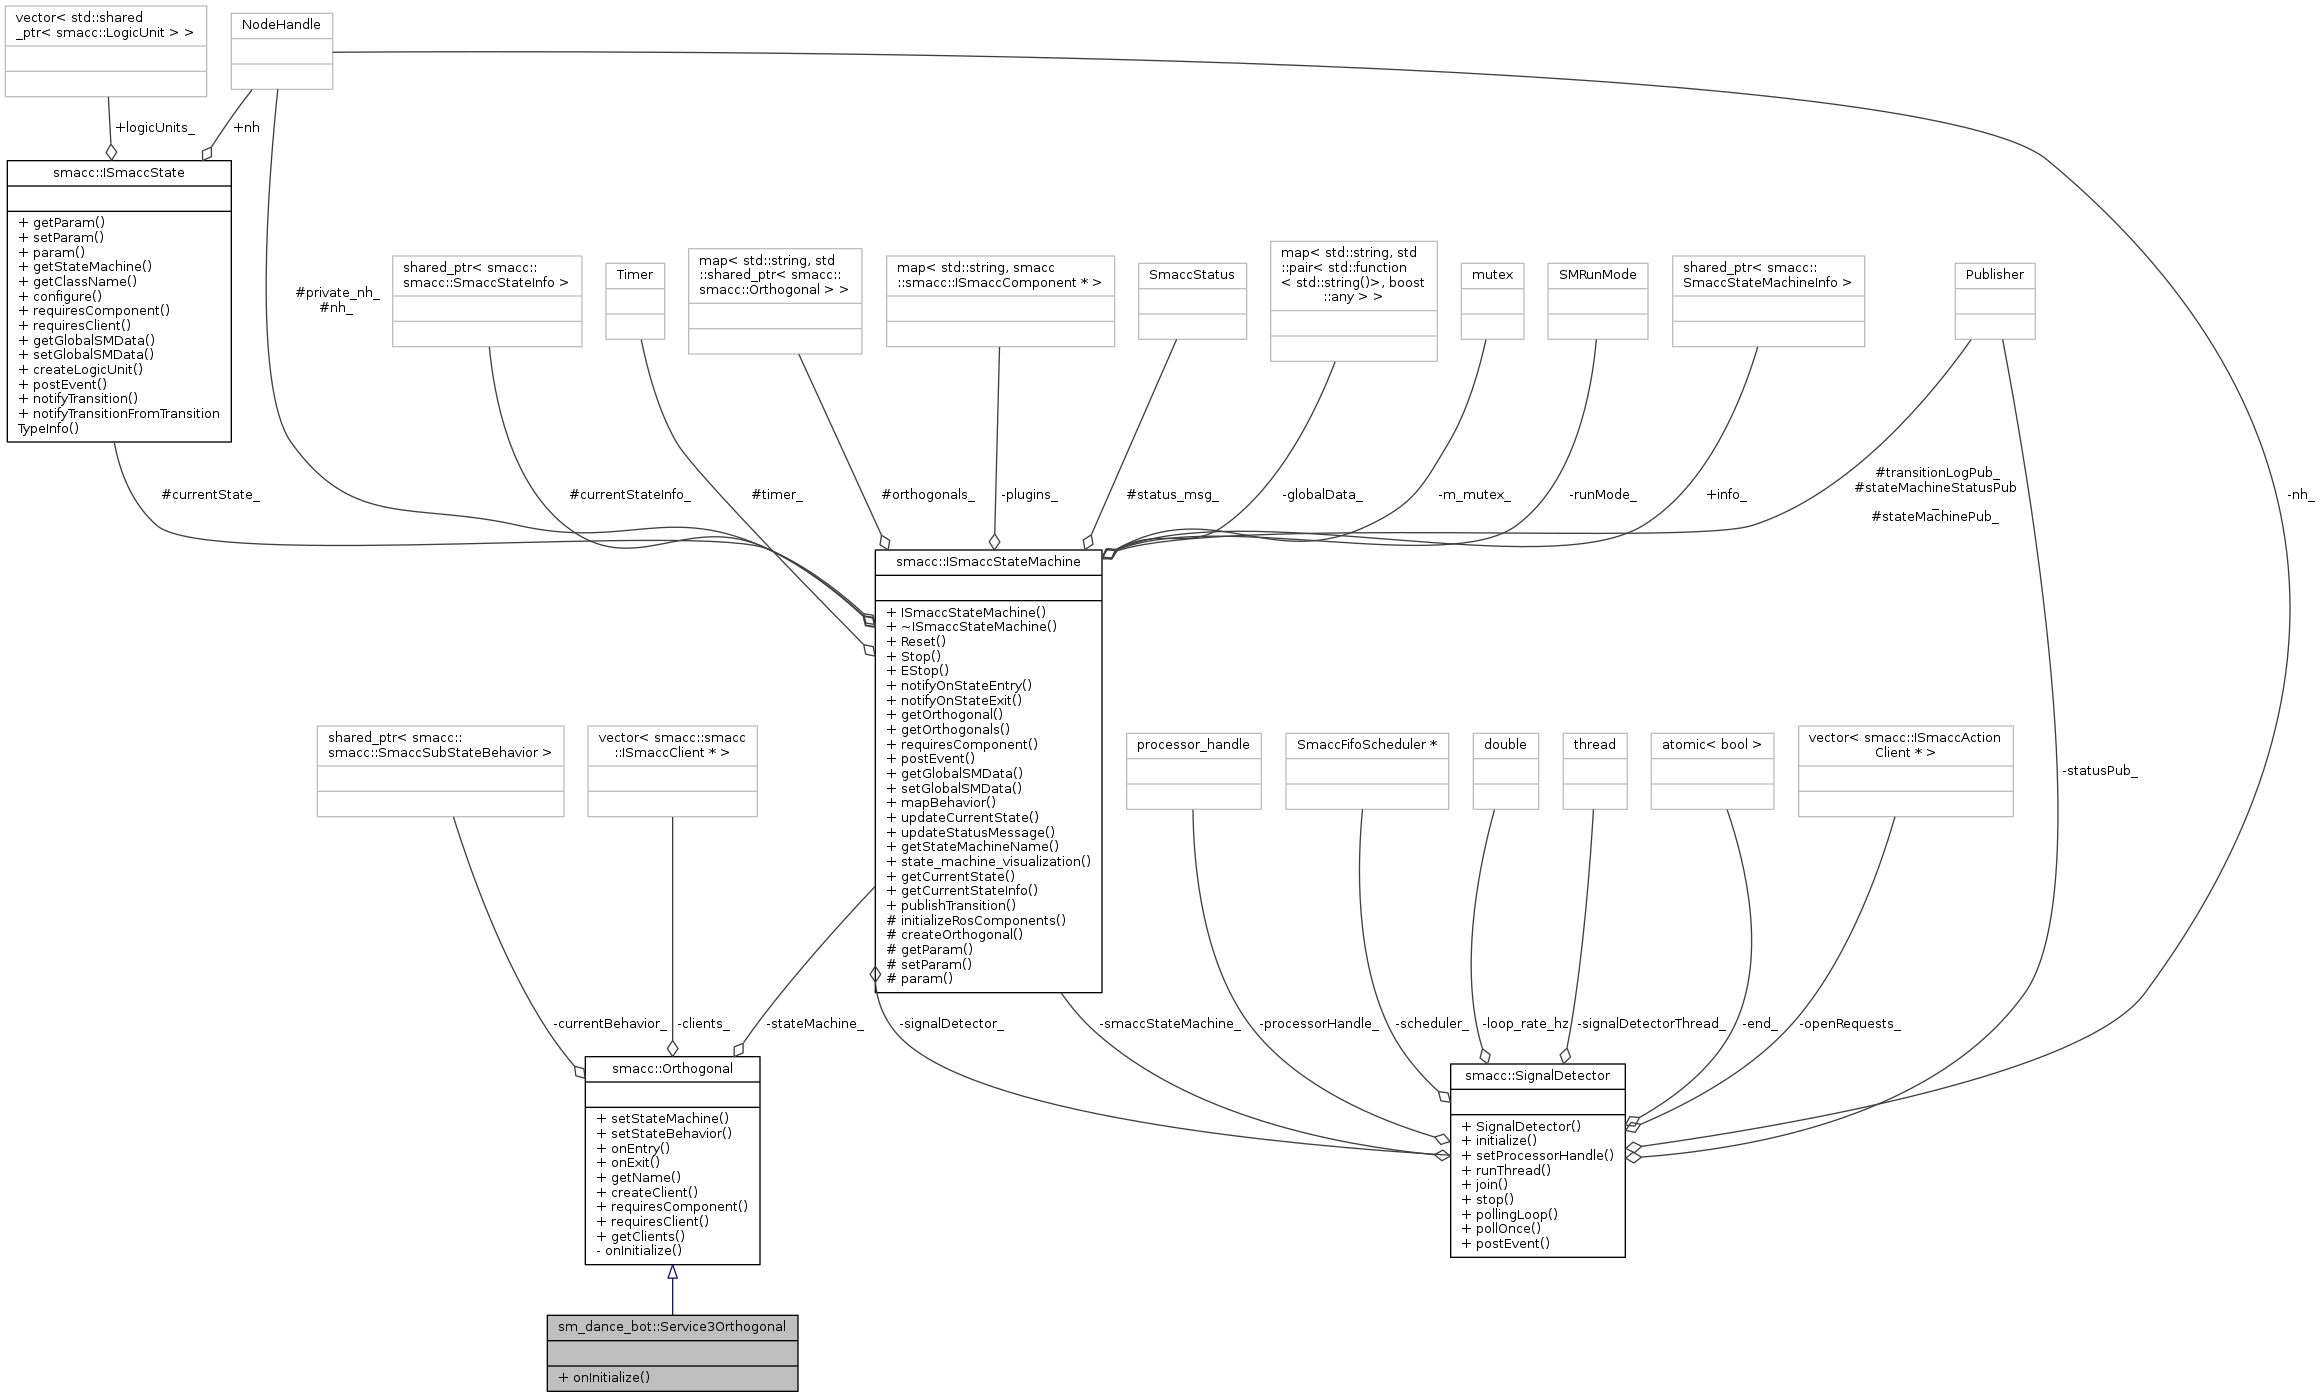 vector< std::shared
_ptr< smacc::LogicUnit > >
NodeHandle
+logicUnits_
+nh
smacc::ISmaccState
+ getParam()
+ setParam()
+ param()
+ getStateMachine()
+ getClassName()
+ configure()
+ requiresComponent()
+ requiresClient()
+ getGlobalSMData()
+ setGlobalSMData()
+ createLogicUnit()
+ postEvent()
+ notifyTransition()
+ notifyTransitionFromTransition
TypeInfo()
#private_nh_
#nh_
shared_ptr< smacc::
smacc::SmaccStateInfo >
Timer
map< std::string, std
::shared_ptr< smacc::
smacc::Orthogonal > >
map< std::string, smacc
::smacc::ISmaccComponent * >
SmaccStatus
map< std::string, std
::pair< std::function
< std::string()>, boost
::any > >
mutex
SMRunMode
shared_ptr< smacc::
SmaccStateMachineInfo >
Publisher
#currentState_
#currentStateInfo_
#timer_
#orthogonals_
-plugins_
#status_msg_
-globalData_
-m_mutex_
-runMode_
+info_
#transitionLogPub_
#stateMachineStatusPub
_
#stateMachinePub_
-nh_
smacc::ISmaccStateMachine
+ ISmaccStateMachine()
+ ~ISmaccStateMachine()
+ Reset()
+ Stop()
+ EStop()
+ notifyOnStateEntry()
+ notifyOnStateExit()
+ getOrthogonal()
+ getOrthogonals()
+ requiresComponent()
+ postEvent()
+ getGlobalSMData()
+ setGlobalSMData()
+ mapBehavior()
+ updateCurrentState()
+ updateStatusMessage()
+ getStateMachineName()
+ state_machine_visualization()
+ getCurrentState()
+ getCurrentStateInfo()
+ publishTransition()
# initializeRosComponents()
# createOrthogonal()
# getParam()
# setParam()
# param()
shared_ptr< smacc::
smacc::SmaccSubStateBehavior >
vector< smacc::smacc
::ISmaccClient * >
processor_handle
SmaccFifoScheduler *
double
thread
atomic< bool >
vector< smacc::ISmaccAction
Client * >
-statusPub_
-currentBehavior_
-clients_
-stateMachine_
-signalDetector_
-smaccStateMachine_
-processorHandle_
-scheduler_
-loop_rate_hz
-signalDetectorThread_
-end_
-openRequests_
smacc::Orthogonal
+ setStateMachine()
+ setStateBehavior()
+ onEntry()
+ onExit()
+ getName()
+ createClient()
+ requiresComponent()
+ requiresClient()
+ getClients()
- onInitialize()
smacc::SignalDetector
+ SignalDetector()
+ initialize()
+ setProcessorHandle()
+ runThread()
+ join()
+ stop()
+ pollingLoop()
+ pollOnce()
+ postEvent()
sm_dance_bot::Service3Orthogonal
+ onInitialize()